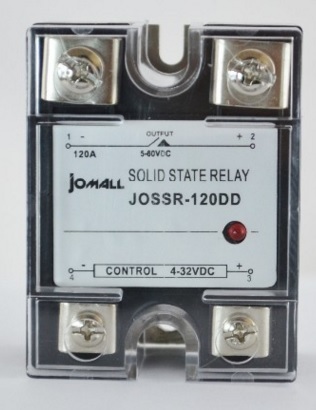 1 - OUTPUT + 2
120A 5-60VDC
JOMALL SOLID STATE RELAY
JOSSR-120DD
- CONTROL 4-32VDC +
4 3